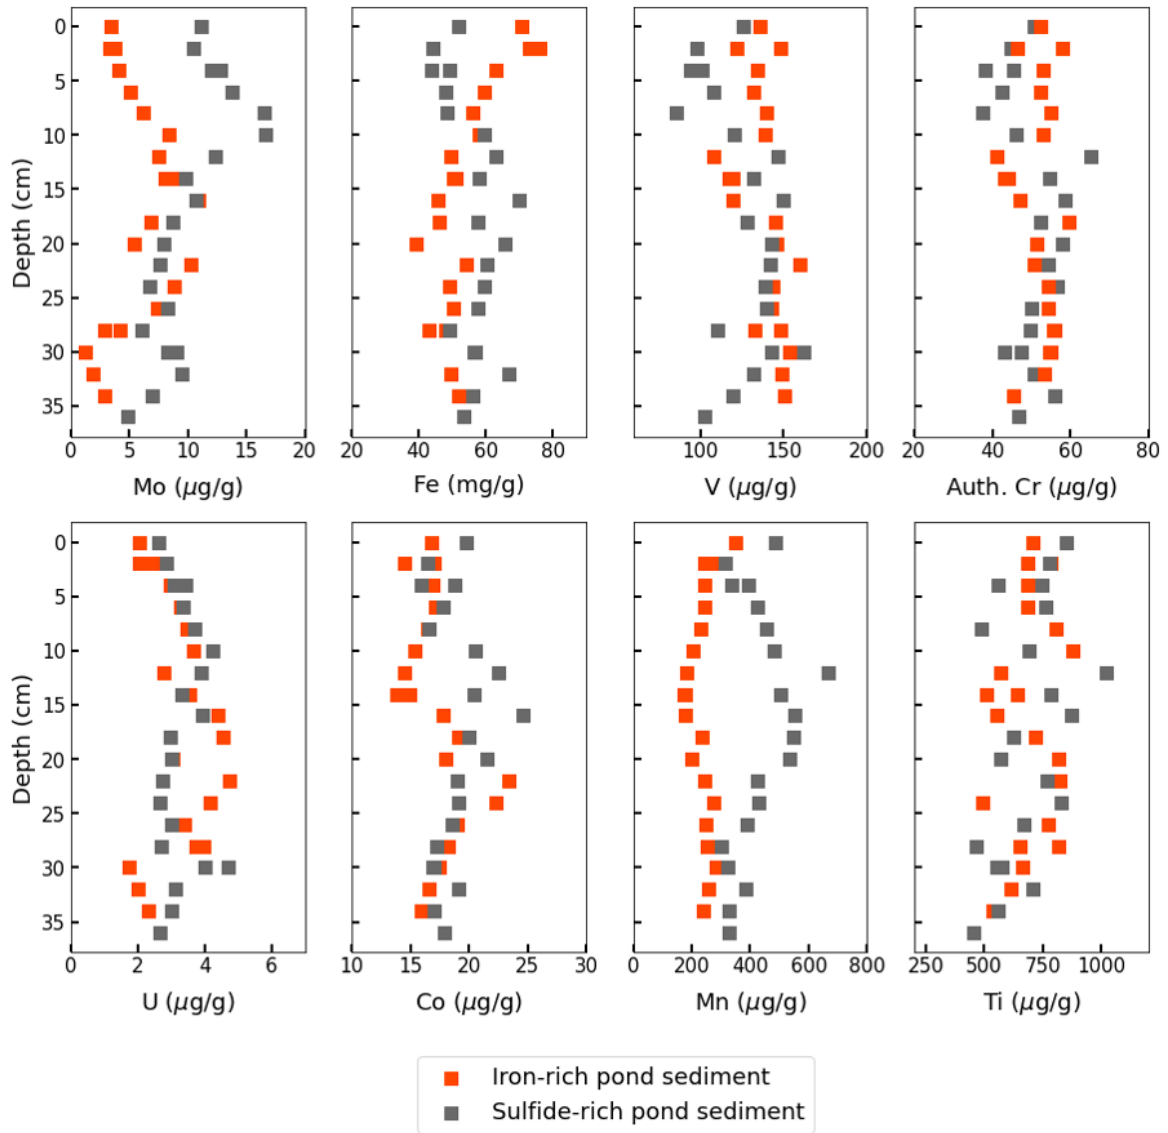 0
5
10
15
20
25
30
35
Depth (cm)
0 5 10 15 20
20 40 60 80
100 150 200
20 40 60 80
Mo (μg/g)
Fe (mg/g)
V (μg/g)
Auth. Cr (μg/g)
0
5
10
15
20
25
30
35
Depth (cm)
0 2 4 6
10 15 20 25 30
0 200 400 600 800
250 500 750 1000
U (μg/g)
Co (μg/g)
Mn (μg/g)
Ti (μg/g)
Iron-rich pond sediment
Sulfide-rich pond sediment